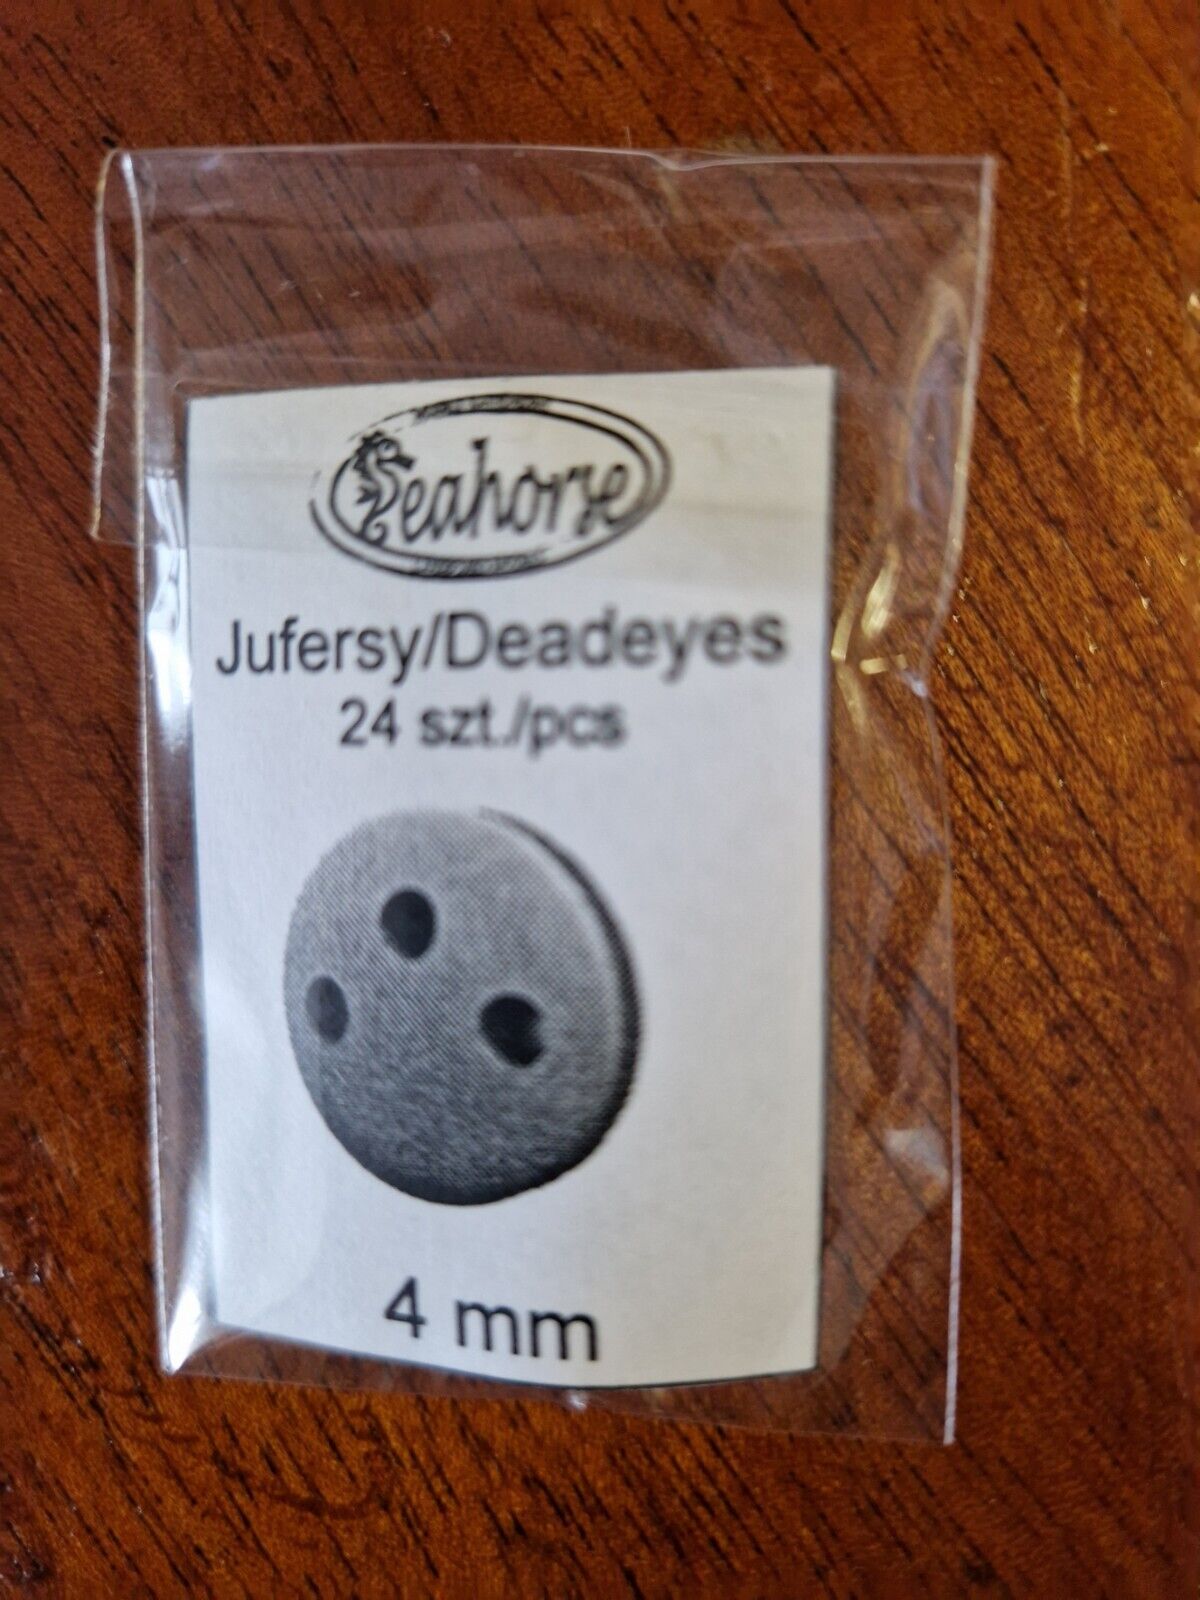 Seahorse
Jufersy/Deadeyes
24 szt./pcs
4 mm